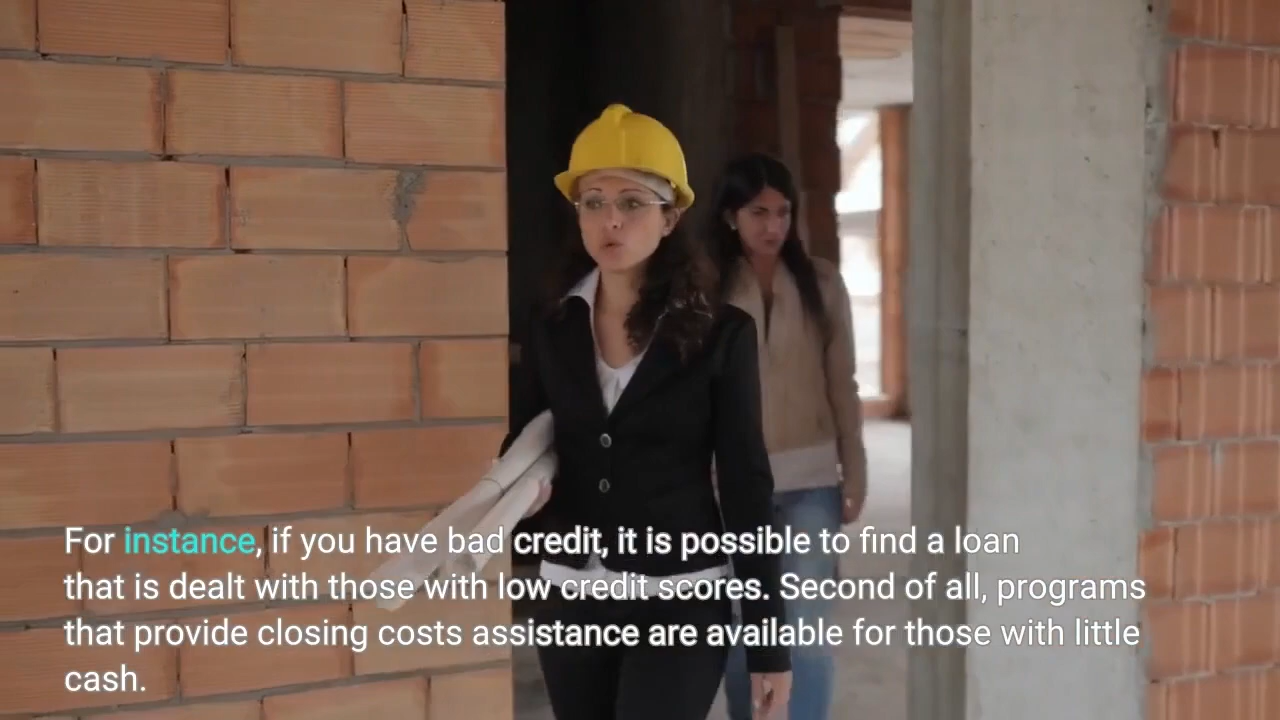 For instance, if you have bad credit, it is possible to find a loan
that is dealt with those with low credit scores. Second of all, programs
that provide closing costs assistance are available for those with little
cash.